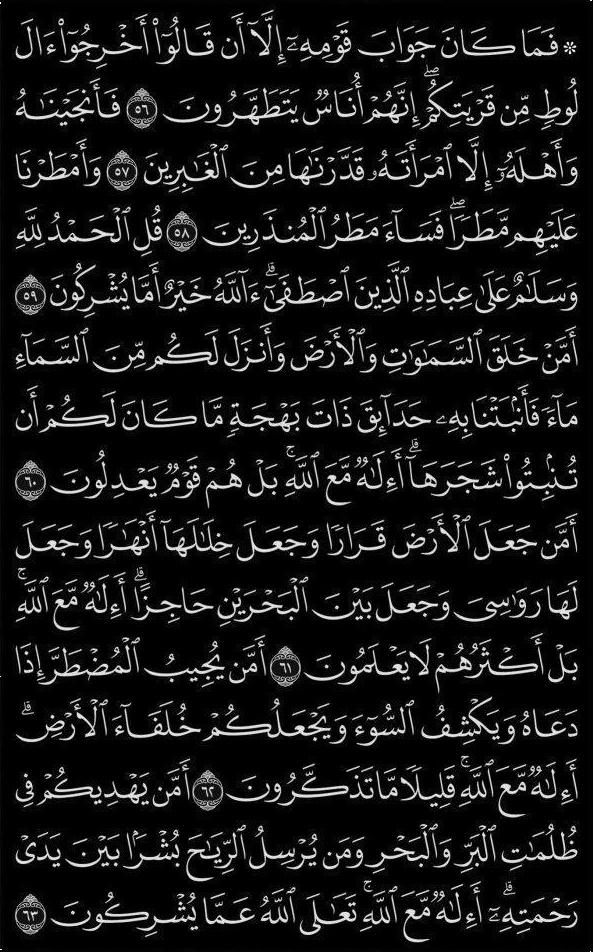 ۞ فَمَا كَانَ جَوَابَ قَوْمِهِۦٓ إِلَّآ أَن قَالُوٓا۟ أَخْرِجُوٓا۟ ءَالَ
لُوطٍۢ مِّن قَرْيَتِكُمْ ۖ إِنَّهُمْ أُنَاسٌۭ يَتَطَهَّرُونَ ٥٦ فَأَنجَيْنَـٰهُ
وَأَهْلَهُۥٓ إِلَّا ٱمْرَأَتَهُۥ قَدَّرْنَـٰهَا مِنَ ٱلْغَـٰبِرِينَ ٥٧ وَأَمْطَرْنَا
عَلَيْهِم مَّطَرًۭا ۖ فَسَآءَ مَطَرُ ٱلْمُنذَرِينَ ٥٨ قُلِ ٱلْحَمْدُ لِلَّهِ
وَسَلَـٰمٌ عَلَىٰ عِبَادِهِ ٱلَّذِينَ ٱصْطَفَىٰٓ ۗ ءَآللَّهُ خَيْرٌ أَمَّا يُشْرِكُونَ ٥٩
أَمَّنْ خَلَقَ ٱلسَّمَـٰوَٰتِ وَٱلْأَرْضَ وَأَنزَلَ لَكُم مِّنَ ٱلسَّمَآءِ
مَآءًۭ فَأَنۢبَتْنَا بِهِۦ حَدَآئِقَ ذَاتَ بَهْجَةٍۢ مَّا كَانَ لَكُمْ أَن
تُنۢبِتُوا۟ شَجَرَهَآ ۗ أَءِلَـٰهٌۭ مَّعَ ٱللَّهِ ۚ بَلْ هُمْ قَوْمٌۭ يَعْدِلُونَ ٦٠
أَمَّن جَعَلَ ٱلْأَرْضَ قَرَارًۭا وَجَعَلَ خِلَـٰلَهَآ أَنْهَـٰرًۭا وَجَعَلَ
لَهَا رَوَٰسِىَ وَجَعَلَ بَيْنَ ٱلْبَحْرَيْنِ حَاجِزًا ۗ أَءِلَـٰهٌۭ مَّعَ ٱللَّهِ ۚ
بَلْ أَكْثَرُهُمْ لَا يَعْلَمُونَ ٦١ أَمَّن يُجِيبُ ٱلْمُضْطَرَّ إِذَا
دَعَاهُ وَيَكْشِفُ ٱلسُّوٓءَ وَيَجْعَلُكُمْ خُلَفَآءَ ٱلْأَرْضِ ۗ
أَءِلَـٰهٌۭ مَّعَ ٱللَّهِ ۚ قَلِيلًۭا مَّا تَذَكَّرُونَ ٦٢ أَمَّن يَهْدِيكُمْ فِى
ظُلُمَـٰتِ ٱلْبَرِّ وَٱلْبَحْرِ وَمَن يُرْسِلُ ٱلرِّيَـٰحَ بُشْرًۢا بَيْنَ يَدَىْ
رَحْمَتِهِۦٓ ۗ أَءِلَـٰهٌۭ مَّعَ ٱللَّهِ ۚ تَعَـٰلَى ٱللَّهُ عَمَّا يُشْرِكُونَ ٦٣